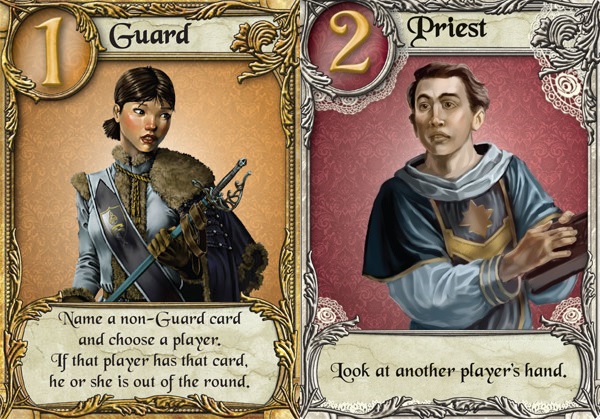 1
Guard
Name a non-Guard card
and choose a player.
If that player has that card,
he or she is out of the round.
2
Priest
Look at another player's hand.